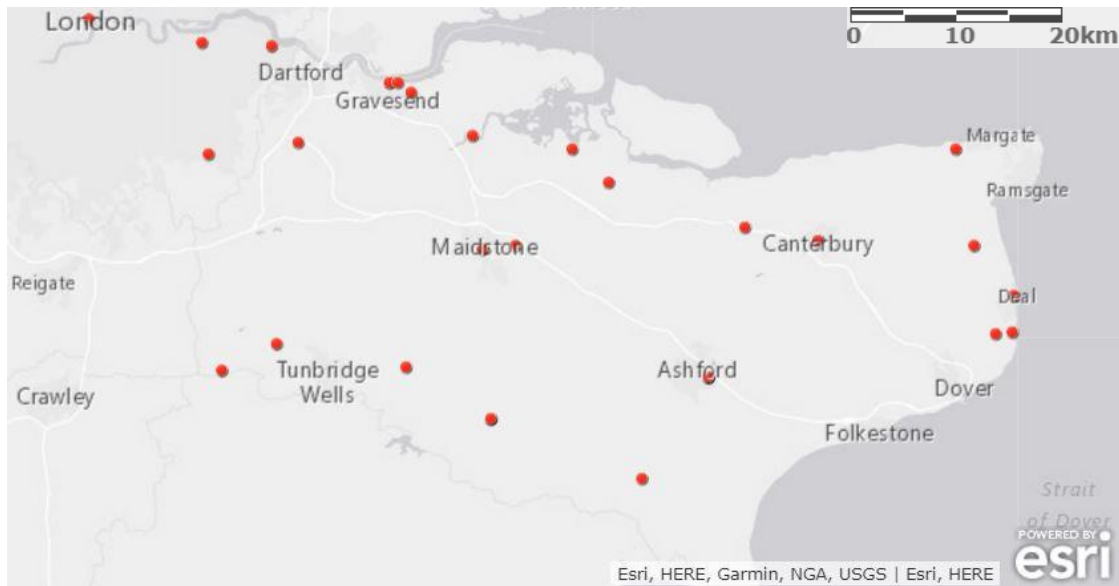 London
0 10 20km
Dartford
Gravesend
Margate
Ramsgate
Maidstone
Canterbury
Reigate
Deal
Tunbridge
Wells
Ashford
Crawley
Dover
Folkestone
Strait
of Dover
POWERED BY
esri
Esri, HERE, Garmin, NGA, USGS | Esri, HERE